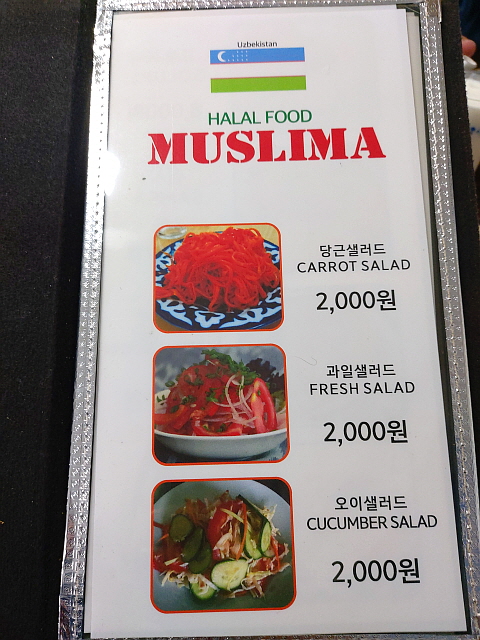 Uzbekistan
HALAL FOOD
MUSLIMA
당근샐러드
CARROT SALAD
2,000원
과일샐러드
FRESH SALAD
2,000원
오이샐러드
CUCUMBER SALAD
2,000원